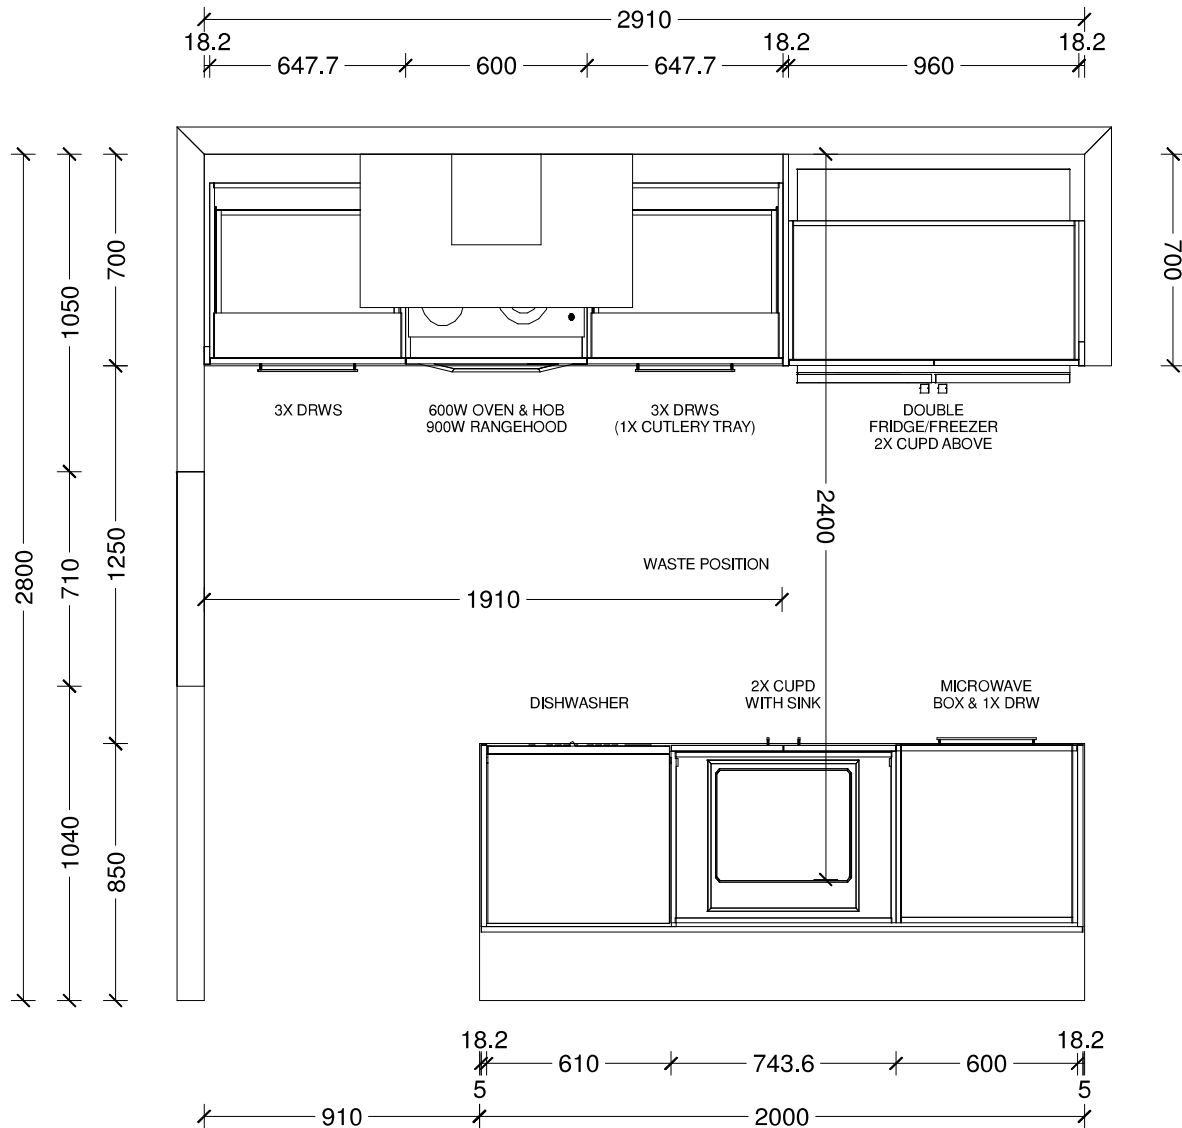 2910
18.2
18.2
18.2
647.7
600
647.7
960
700
1050
700
3X DRWS
600W OVEN & HOB
900W RANGEHOOD
3X DRWS
(1X CUTLERY TRAY)
DOUBLE
FRIDGE/FREEZER
2X CUPD ABOVE
2400
2800
710
1250
WASTE POSITION
1910
DISHWASHER
2X CUPD
WITH SINK
MICROWAVE
BOX & 1X DRW
1040
850
18.2
18.2
610
743.6
600
5
5
910
2000